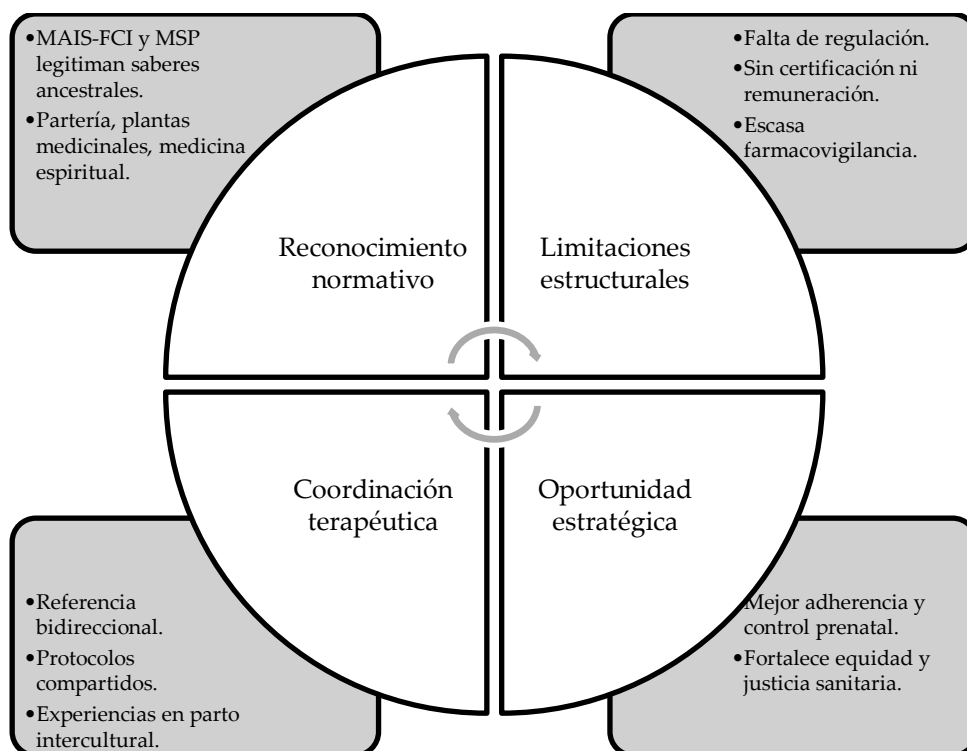 •MAIS-FCI y MSP
legitiman saberes
ancestrales.
•Partería, plantas
medicinales, medicina
espiritual.
•Falta de regulación.
•Sin certificación ni
remuneración.
•Escasa
farmacovigilancia.
Reconocimiento
normativo
Limitaciones
estructurales
Coordinación
terapéutica
Oportunidad
estratégica
•Referencia
bidireccional.
•Protocolos
compartidos.
•Experiencias en parto
intercultural.
Mejor adherencia y
control prenatal.
•Fortalece equidad y
justicia sanitaria.